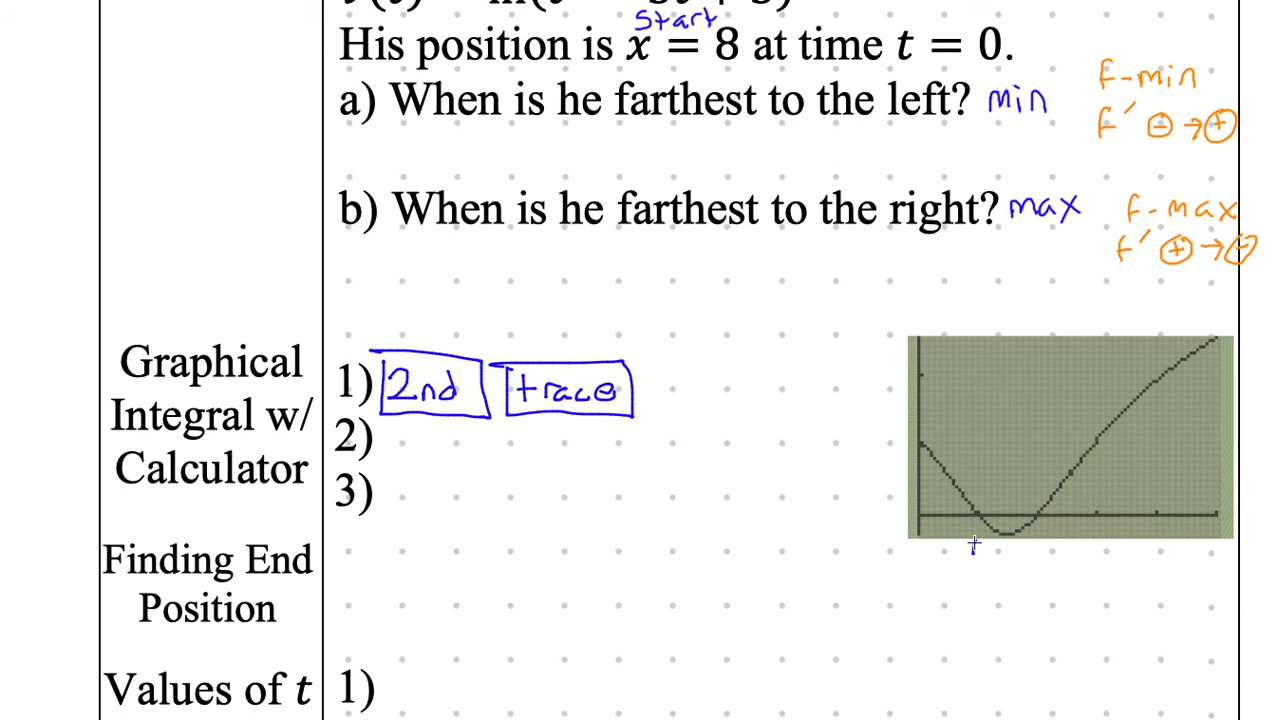 start
His position is x = 8 at time t = 0.
a) When is he farthest to the left? min
f-min
f′ ⊖ → ⊕
b) When is he farthest to the right? max
f-max
f′ ⊕ → ⊖
Graphical
Integral w/
Calculator
1) 2nd trace
2)
3)
Finding End
Position
Values of t
1)